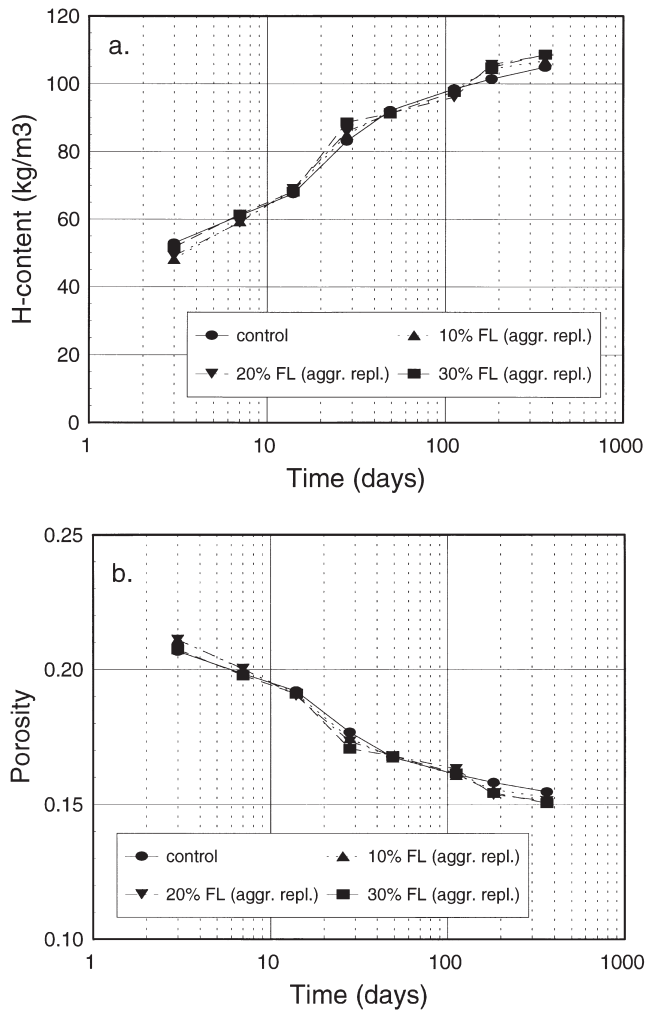 120
a.
100
80
60
40
20
0
H-content (kg/m3)
control
10% FL (aggr. repl.)
20% FL (aggr. repl.)
30% FL (aggr. repl.)
1
10
100
1000
Time (days)
0.25
b.
0.20
0.15
0.10
Porosity
control
10% FL (aggr. repl.)
20% FL (aggr. repl.)
30% FL (aggr. repl.)
1
10
100
1000
Time (days)